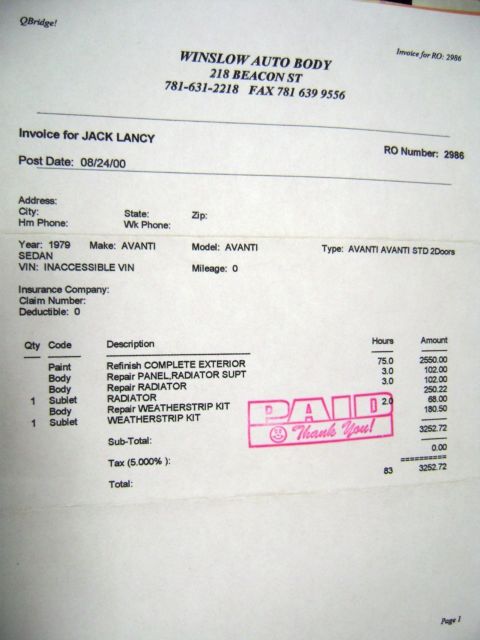 QBridge!
Invoice for RO: 2986
WINSLOW AUTO BODY
218 BEACON ST
781-631-2218 FAX 781 639 9556
Invoice for JACK LANCY
RO Number: 2986
Post Date: 08/24/00
Address:
City: State: Zip:
Hm Phone: Wk Phone:
Year: 1979 Make: AVANTI Model: AVANTI Type: AVANTI AVANTI STD 2Doors
SEDAN
VIN: INACCESSIBLE VIN Mileage: 0
Insurance Company:
Claim Number:
Deductible: 0
Qty Code Description Hours Amount
Paint Refinish COMPLETE EXTERIOR 75.0 2550.00
Body Repair PANEL,RADIATOR SUPT 3.0 102.00
Body Repair RADIATOR 3.0 102.00
1 Sublet RADIATOR 250.22
Body Repair WEATHERSTRIP KIT 2.0 68.00
1 Sublet WEATHERSTRIP KIT 180.50
PAID
Thank You!
Sub-Total: 3252.72
Tax (5.000% ): 0.00
==========
Total: 83 3252.72
Page 1